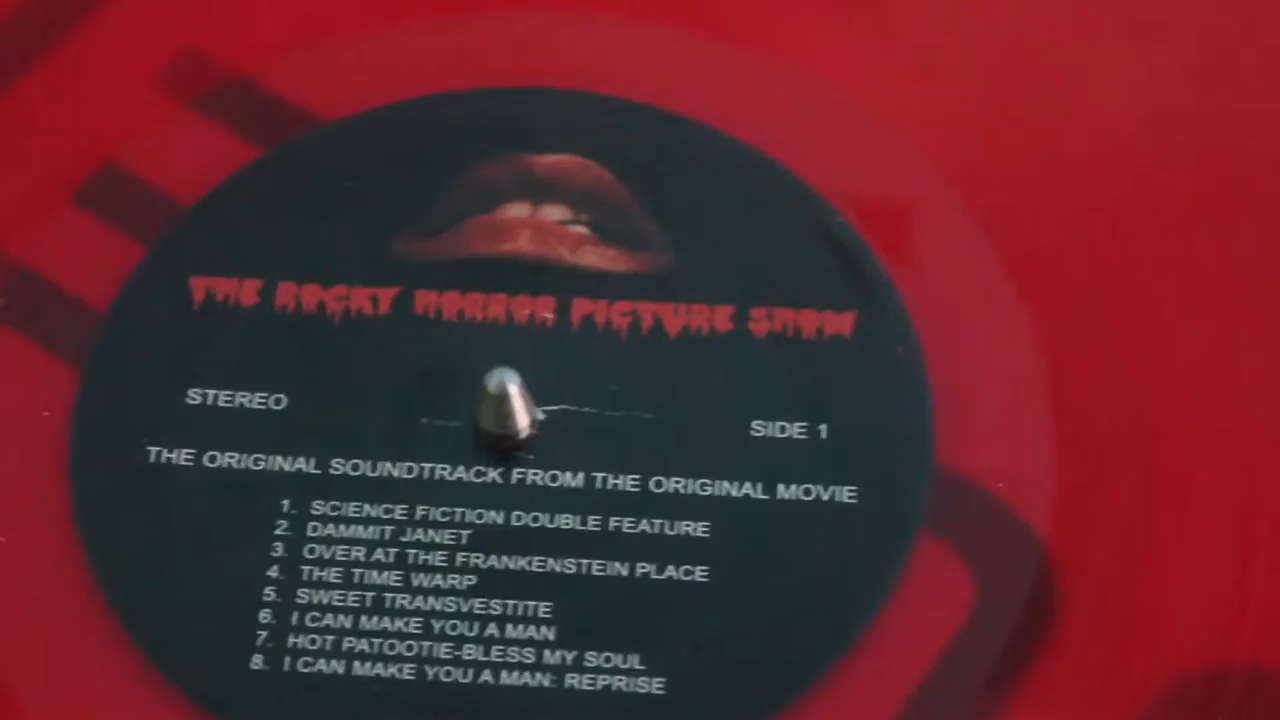 THE ROCKY HORROR PICTURE SHOW
STEREO
SIDE 1
THE ORIGINAL SOUNDTRACK FROM THE ORIGINAL MOVIE
1. SCIENCE FICTION DOUBLE FEATURE
2. DAMMIT JANET
3. OVER AT THE FRANKENSTEIN PLACE
4. THE TIME WARP
5. SWEET TRANSVESTITE
6. I CAN MAKE YOU A MAN
7. HOT PATOOTIE-BLESS MY SOUL
8. I CAN MAKE YOU A MAN: REPRISE